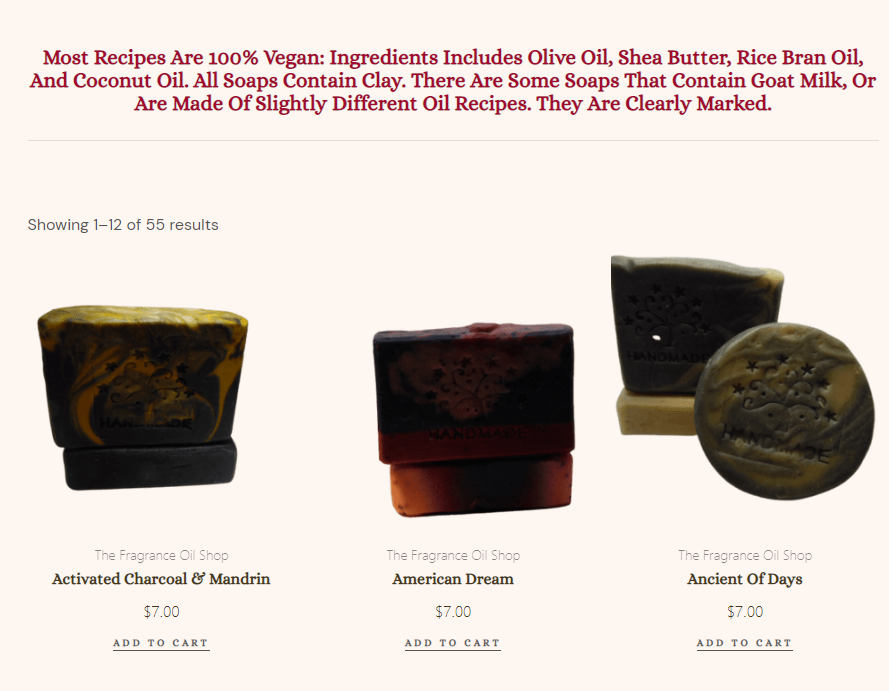 Most Recipes Are 100% Vegan: Ingredients Includes Olive Oil, Shea Butter, Rice Bran Oil,
And Coconut Oil. All Soaps Contain Clay. There Are Some Soaps That Contain Goat Milk, Or
Are Made Of Slightly Different Oil Recipes. They Are Clearly Marked.
Showing 1–12 of 55 results
HANDMADE
HANDMADE
HANDMADE
HANDMADE
The Fragrance Oil Shop
Activated Charcoal & Mandrin
$7.00
ADD TO CART
The Fragrance Oil Shop
American Dream
$7.00
ADD TO CART
The Fragrance Oil Shop
Ancient Of Days
$7.00
ADD TO CART